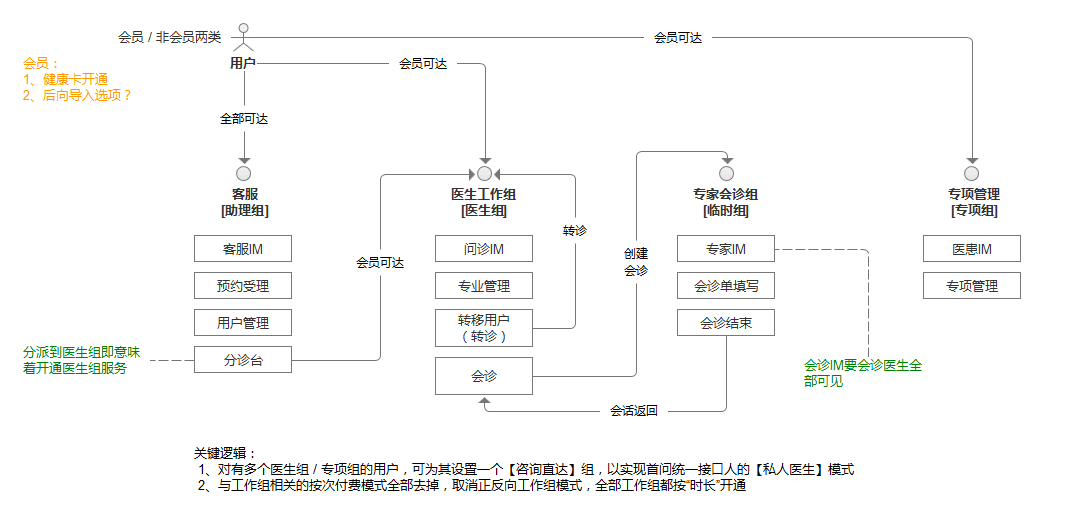 会员 / 非会员两类
会员可达
会员：
1、健康卡开通
2、后向导入选项？
用户
会员可达
全部可达
客服
[助理组]
医生工作组
[医生组]
专家会诊组
[临时组]
专项管理
[专项组]
客服IM
预约受理
用户管理
分诊台
会员可达
问诊IM
专业管理
转移用户
（转诊）
会诊
转诊
创建
会诊
专家IM
会诊单填写
会诊结束
医患IM
专项管理
分派到医生组即意味
着开通医生组服务
会诊IM要会诊医生全
部可见
会话返回
关键逻辑：
1、对有多个医生组 / 专项组的用户，可为其设置一个【咨询直达】组，以实现首问统一接口人的【私人医生】模式
2、与工作组相关的按次付费模式全部去掉，取消正反向工作组模式，全部工作组都按“时长”开通